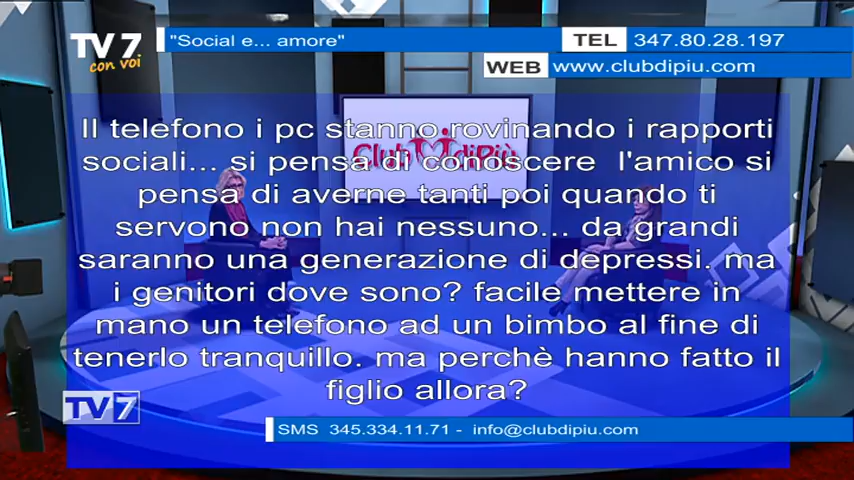 TV7
con voi
"Social e... amore"
TEL 347.80.28.197
WEB www.clubdipiu.com
Club diPiù
Il telefono i pc stanno rovinando i rapporti
sociali... si pensa di conoscere  l'amico si
pensa di averne tanti poi quando ti
servono non hai nessuno... da grandi
saranno una generazione di depressi. ma
i genitori dove sono? facile mettere in
mano un telefono ad un bimbo al fine di
tenerlo tranquillo. ma perchè hanno fatto il
figlio allora?
TV7
SMS  345.334.11.71 -  info@clubdipiu.com